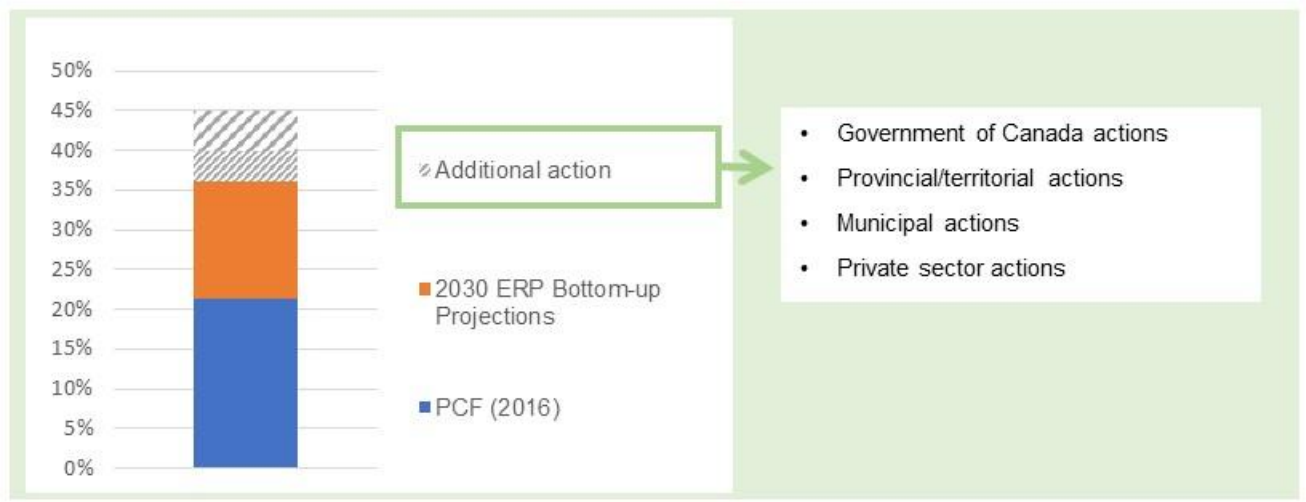 50%
45%
40%
35%
30%
25%
20%
15%
10%
5%
0%
Additional action
2030 ERP Bottom-up
Projections
PCF (2016)
• Government of Canada actions
• Provincial/territorial actions
• Municipal actions
• Private sector actions